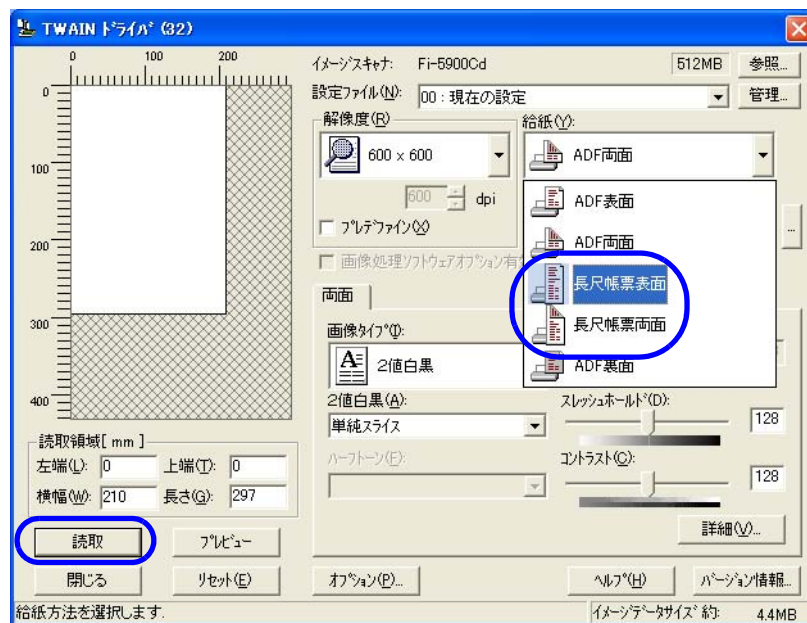 TWAIN ドライバ (32)
0 100 200
0
100
200
300
400
イメージスキャナ: Fi-5900Cd 512MB 参照...
設定ファイル(N): 00 : 現在の設定 管理...
解像度(R)
600 × 600
600 dpi
プレデファイン(X)
給紙(Y):
ADF両面
ADF表面
ADF両面
長尺帳票表面
長尺帳票両面
ADF裏面
...
画像処理ソフトウェアオプション有
両面
画像タイプ(I):
2値白黒
2値白黒(A):
単純スライス
ハーフトーン(F):
スレッシュホールド(D):
128
コントラスト(C):
128
詳細(V)...
読取領域[ mm ]
左端(L): 0 上端(T): 0
横幅(W): 210 長さ(G): 297
読取 プレビュー
閉じる リセット(E) オプション(P)... ヘルプ(H) バージョン情報...
給紙方法を選択します. イメージデータサイズ 約: 4.4MB